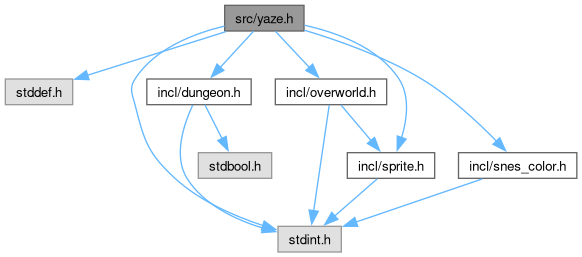 src/yaze.h
stddef.h
incl/dungeon.h
incl/overworld.h
stdbool.h
incl/sprite.h
incl/snes_color.h
stdint.h